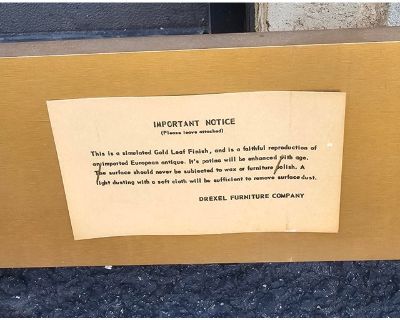 IMPORTANT NOTICE
(Please leave attached)
This is a simulated Gold Leaf Finish, and is a faithful reproduction of
an imported European antique. It's patina will be enhanced with age.
The surface should never be subjected to wax or furniture polish. A
light dusting with a soft cloth will be sufficient to remove surface dust.
DREXEL FURNITURE COMPANY